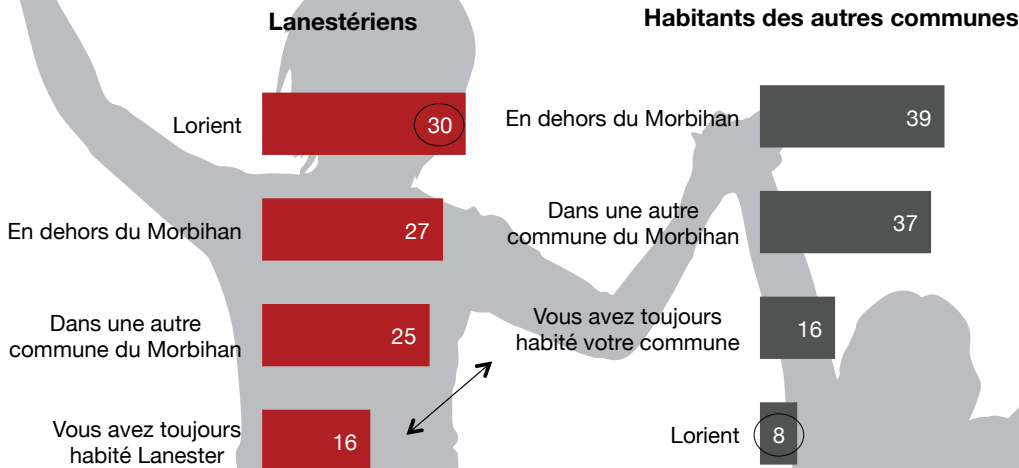 Lanestériens
Lorient
30
En dehors du Morbihan
27
Dans une autre
commune du Morbihan
25
Vous avez toujours
habité Lanester
16
Habitants des autres communes
En dehors du Morbihan
39
Dans une autre
commune du Morbihan
37
Vous avez toujours
habité votre commune
16
Lorient
8